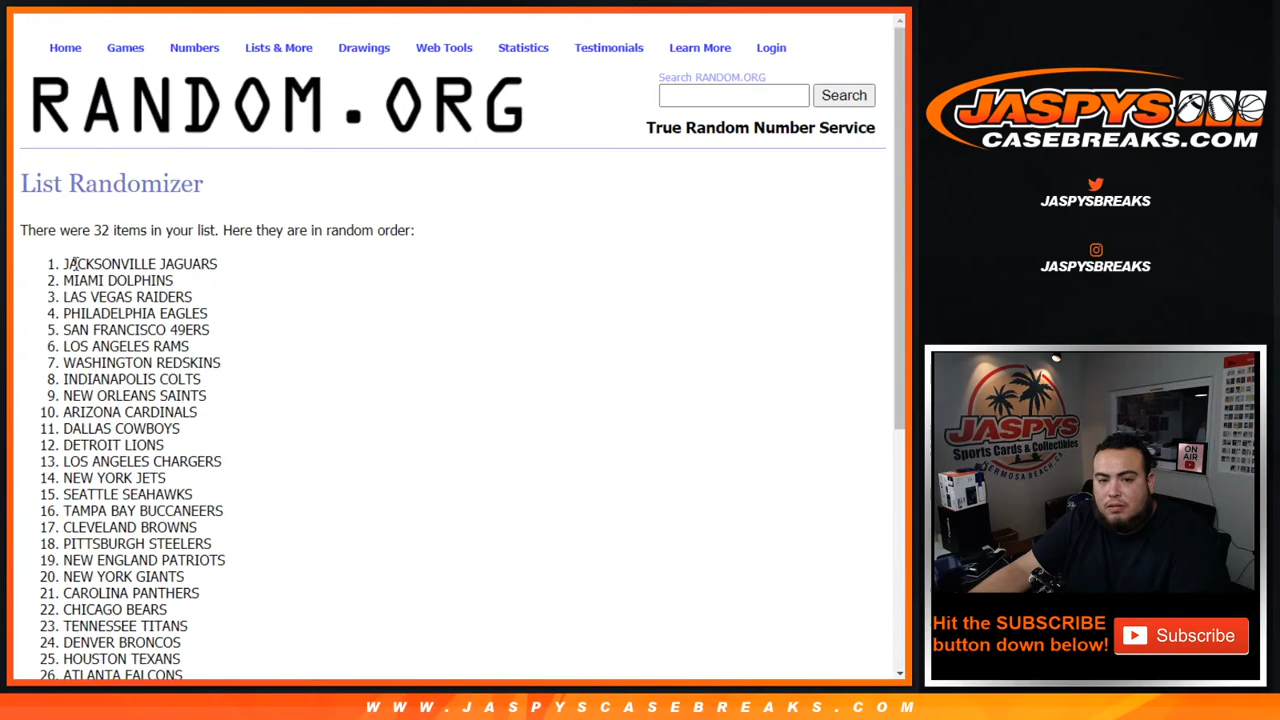 Home Games Numbers Lists & More Drawings Web Tools Statistics Testimonials Learn More Login
RANDOM.ORG
Search RANDOM.ORG
Search
True Random Number Service
List Randomizer
There were 32 items in your list. Here they are in random order:
1. JACKSONVILLE JAGUARS
2. MIAMI DOLPHINS
3. LAS VEGAS RAIDERS
4. PHILADELPHIA EAGLES
5. SAN FRANCISCO 49ERS
6. LOS ANGELES RAMS
7. WASHINGTON REDSKINS
8. INDIANAPOLIS COLTS
9. NEW ORLEANS SAINTS
10. ARIZONA CARDINALS
11. DALLAS COWBOYS
12. DETROIT LIONS
13. LOS ANGELES CHARGERS
14. NEW YORK JETS
15. SEATTLE SEAHAWKS
16. TAMPA BAY BUCCANEERS
17. CLEVELAND BROWNS
18. PITTSBURGH STEELERS
19. NEW ENGLAND PATRIOTS
20. NEW YORK GIANTS
21. CAROLINA PANTHERS
22. CHICAGO BEARS
23. TENNESSEE TITANS
24. DENVER BRONCOS
25. HOUSTON TEXANS
26. ATLANTA FALCONS
JASPYS
CASEBREAKS.COM
JASPYSBREAKS
JASPYSBREAKS
JASPYS
Sports Cards & Collectibles
HERMOSA BEACH, CA
ON AIR
Hit the SUBSCRIBE
button down below!
Subscribe
WWW.JASPYSCASEBREAKS.COM